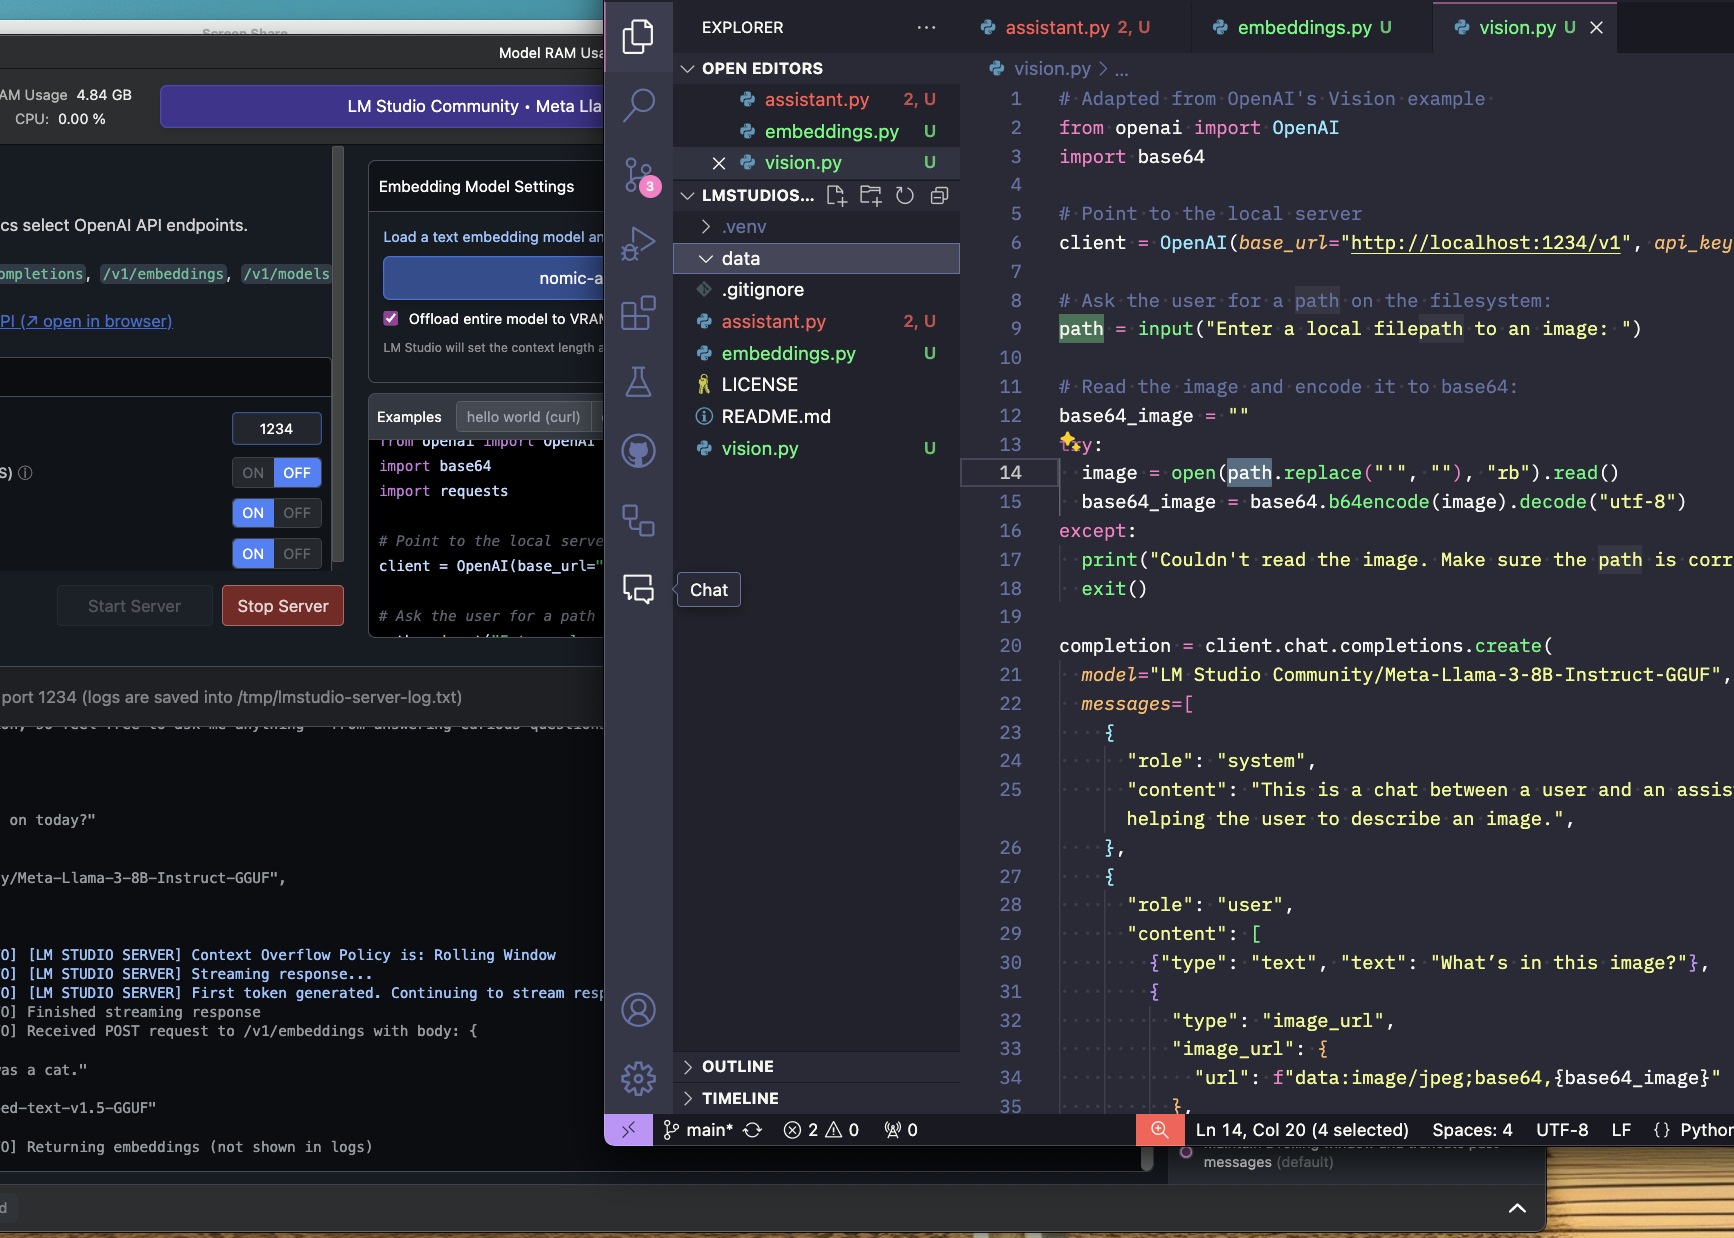 Screen Share
Model RAM Usa
AM Usage 4.84 GB
CPU: 0.00 %
LM Studio Community • Meta Lla
cs select OpenAI API endpoints.
ompletions, /v1/embeddings, /v1/models
PI (↗ open in browser)
1234
S)
ON OFF
ON OFF
ON OFF
Start Server
Stop Server
Embedding Model Settings
Load a text embedding model an
nomic-a
Offload entire model to VRAM
LM Studio will set the context length a
Examples
hello world (curl)
from openai import OpenAI
import base64
import requests
# Point to the local serve
client = OpenAI(base_url="
# Ask the user for a path
port 1234 (logs are saved into /tmp/lmstudio-server-log.txt)
on, so feel free to ask me anything – from answering curious question
on today?"
y/Meta-Llama-3-8B-Instruct-GGUF",
O] [LM STUDIO SERVER] Context Overflow Policy is: Rolling Window
O] [LM STUDIO SERVER] Streaming response...
O] [LM STUDIO SERVER] First token generated. Continuing to stream resp
O] Finished streaming response
O] Received POST request to /v1/embeddings with body: {
as a cat."
ed-text-v1.5-GGUF"
O] Returning embeddings (not shown in logs)
d
messages (default)
EXPLORER
...
OPEN EDITORS
assistant.py 2, U
embeddings.py U
vision.py U
LMSTUDIOS...
.venv
data
.gitignore
assistant.py 2, U
embeddings.py U
LICENSE
README.md
vision.py U
3
Chat
OUTLINE
TIMELINE
assistant.py 2, U
embeddings.py U
vision.py U
vision.py > ...
1 # Adapted from OpenAI's Vision example
2 from openai import OpenAI
3 import base64
4
5 # Point to the local server
6 client = OpenAI(base_url="http://localhost:1234/v1", api_key
7
8 # Ask the user for a path on the filesystem:
9 path = input("Enter a local filepath to an image: ")
10
11 # Read the image and encode it to base64:
12 base64_image = ""
13 try:
14 image = open(path.replace("'", ""), "rb").read()
15 base64_image = base64.b64encode(image).decode("utf-8")
16 except:
17 print("Couldn't read the image. Make sure the path is corr
18 exit()
19
20 completion = client.chat.completions.create(
21 model="LM Studio Community/Meta-Llama-3-8B-Instruct-GGUF",
22 messages=[
23 {
24 "role": "system",
25 "content": "This is a chat between a user and an assis
helping the user to describe an image.",
26 },
27 {
28 "role": "user",
29 "content": [
30 {"type": "text", "text": "What’s in this image?"},
31 {
32 "type": "image_url",
33 "image_url": {
34 "url": f"data:image/jpeg;base64,{base64_image}"
35 },
main* 2 0 0
Ln 14, Col 20 (4 selected) Spaces: 4 UTF-8 LF {} Python